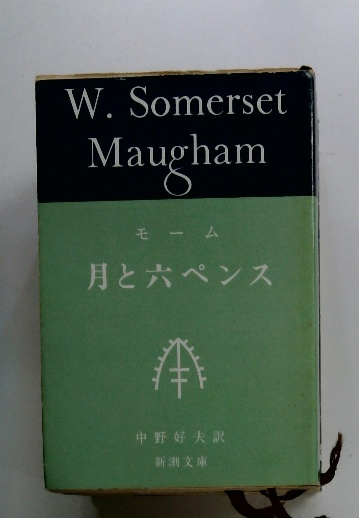 W. Somerset
Maugham
モーム
月と六ペンス
中野好夫訳
新潮文庫